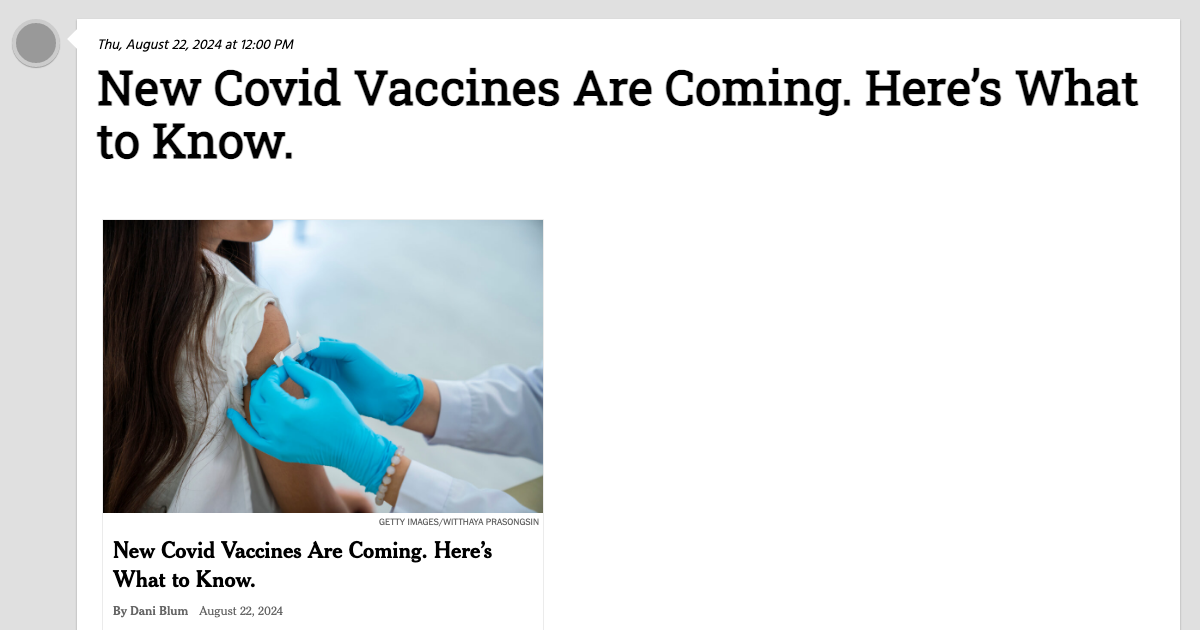 Thu, August 22, 2024 at 12:00 PM
New Covid Vaccines Are Coming. Here’s What
to Know.
GETTY IMAGES/WITTHAYA PRASONGSIN
New Covid Vaccines Are Coming. Here’s
What to Know.
By Dani Blum August 22, 2024